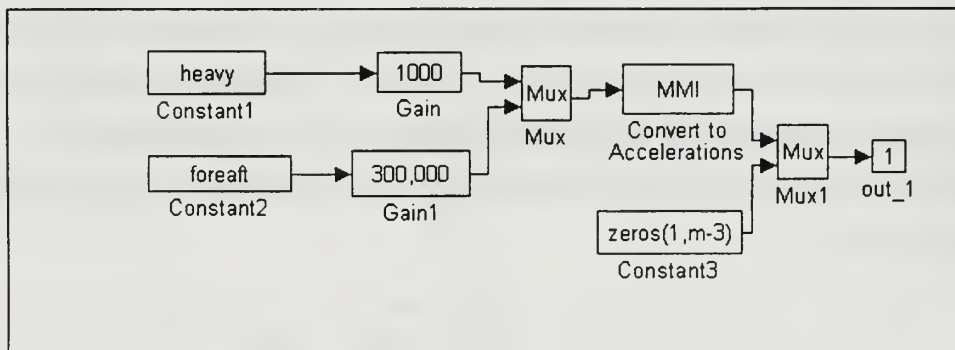 heavy
Constant1
1000
Gain
Mux
Mux
MMI
Convert to
Accelerations
foreaft
Constant2
300,000
Gain1
zeros(1,m-3)
Constant3
Mux
Mux1
1
out_1